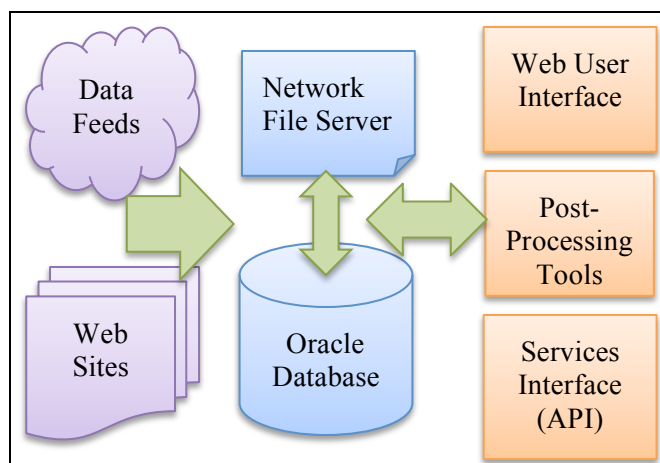 Data
Feeds
Web
Sites
Network
File Server
Oracle
Database
Web User
Interface
Post-
Processing
Tools
Services
Interface
(API)